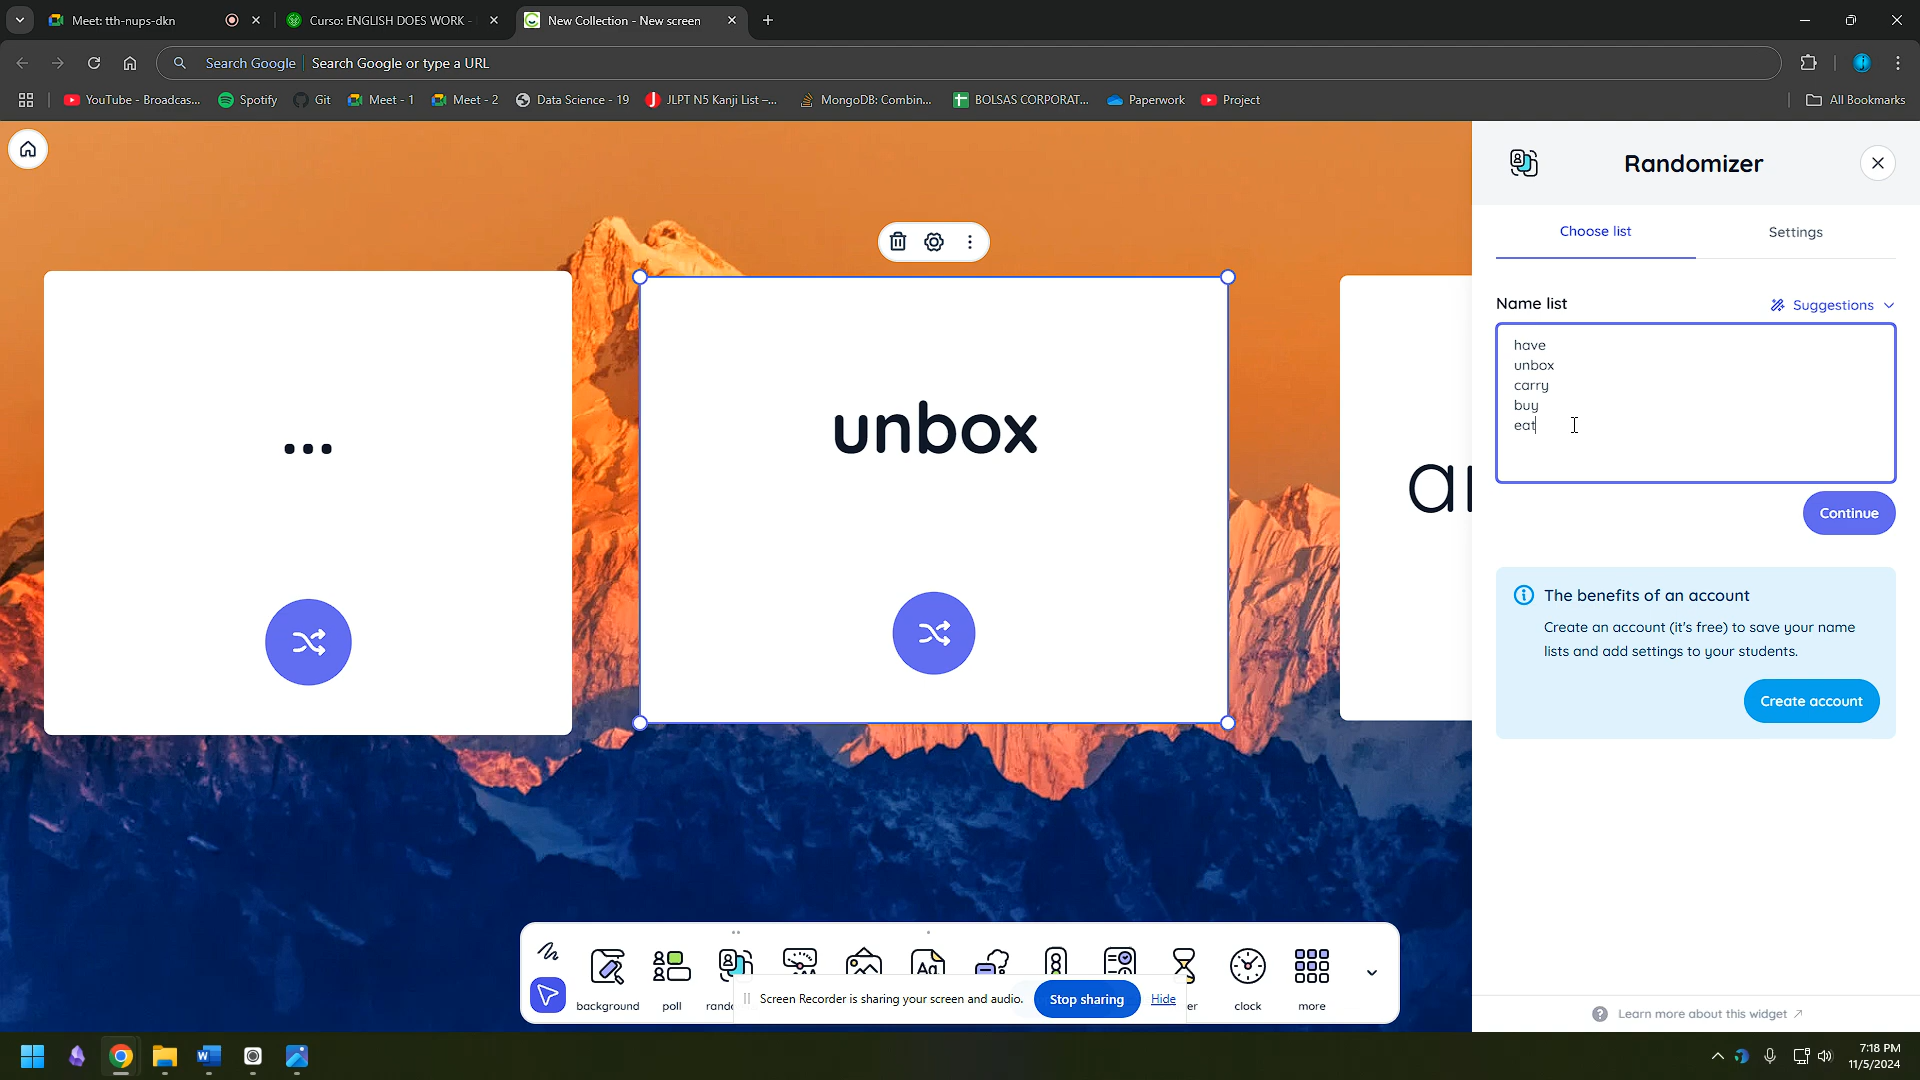 Meet: tth-nups-dkn
Curso: ENGLISH DOES WORK -
New Collection - New screen
Search Google
Search Google or type a URL
YouTube - Broadcas...
Spotify
Git
Meet - 1
Meet - 2
Data Science - 19
JLPT N5 Kanji List –...
MongoDB: Combin...
BOLSAS CORPORAT...
Paperwork
Project
All Bookmarks
Randomizer
Choose list
Settings
Name list
Suggestions
have
unbox
carry
buy
eat
...
unbox
Continue
The benefits of an account
Create an account (it's free) to save your name
lists and add settings to your students.
Create account
background
poll
clock
more
Screen Recorder is sharing your screen and audio.
Stop sharing
Hide
Learn more about this widget
7:18 PM
11/5/2024